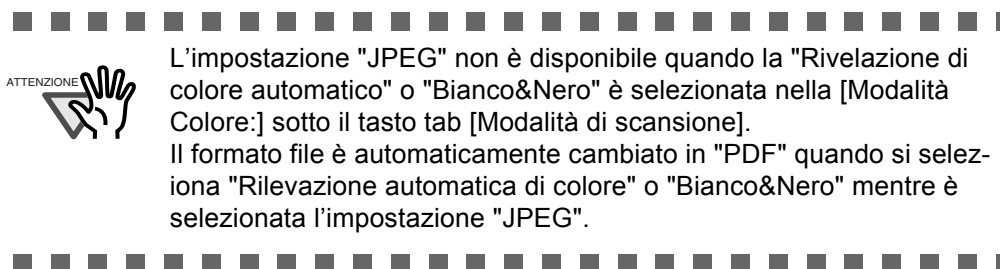 ATTENZIONE
L'impostazione "JPEG" non è disponibile quando la "Rivelazione di
colore automatico" o "Bianco&Nero" è selezionata nella [Modalità
Colore:] sotto il tasto tab [Modalità di scansione].
Il formato file è automaticamente cambiato in "PDF" quando si selez-
iona "Rilevazione automatica di colore" o "Bianco&Nero" mentre è
selezionata l'impostazione "JPEG".